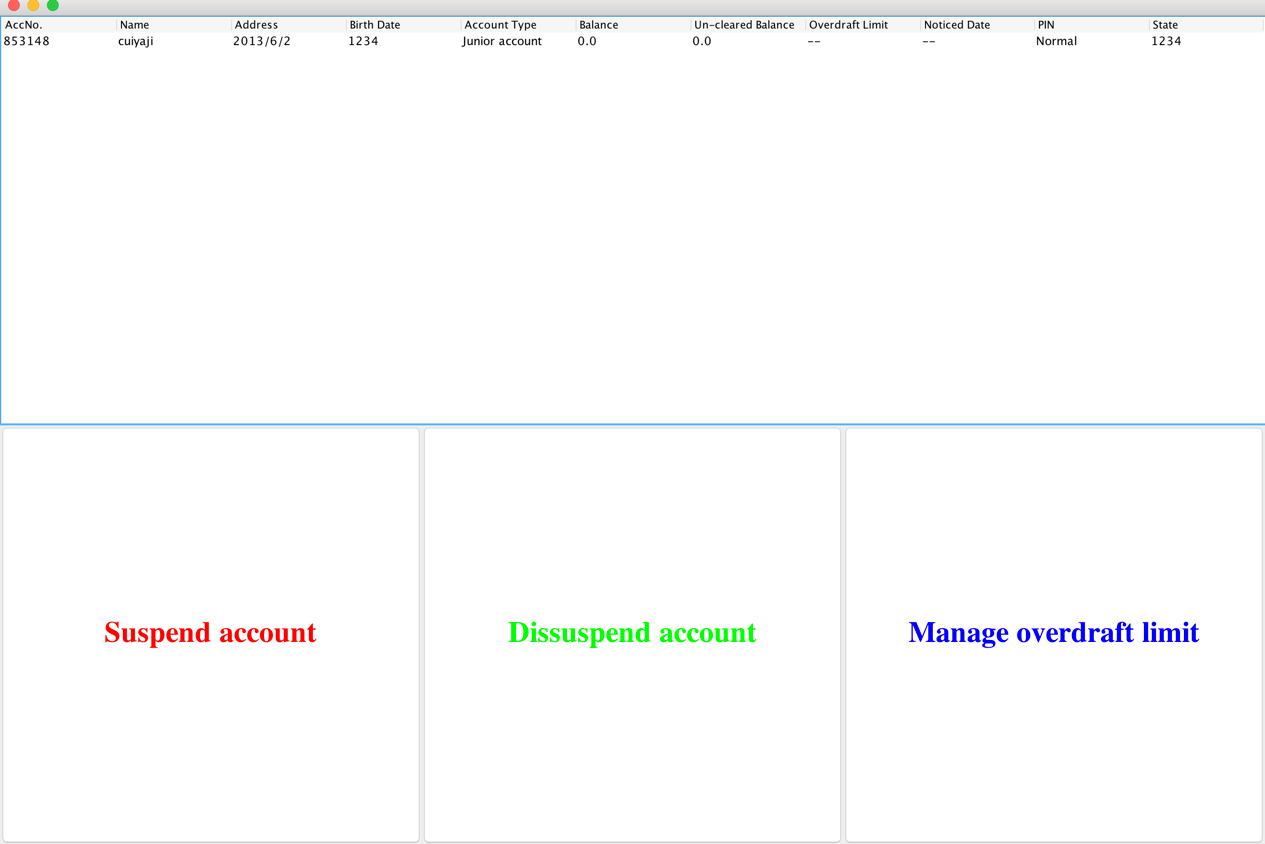 AccNo. Name Address Birth Date Account Type Balance Un-cleared Balance Overdraft Limit Noticed Date PIN State
853148 cuiyaji 2013/6/2 1234 Junior account 0.0 0.0 -- -- Normal 1234
Suspend account Dissuspend account Manage overdraft limit